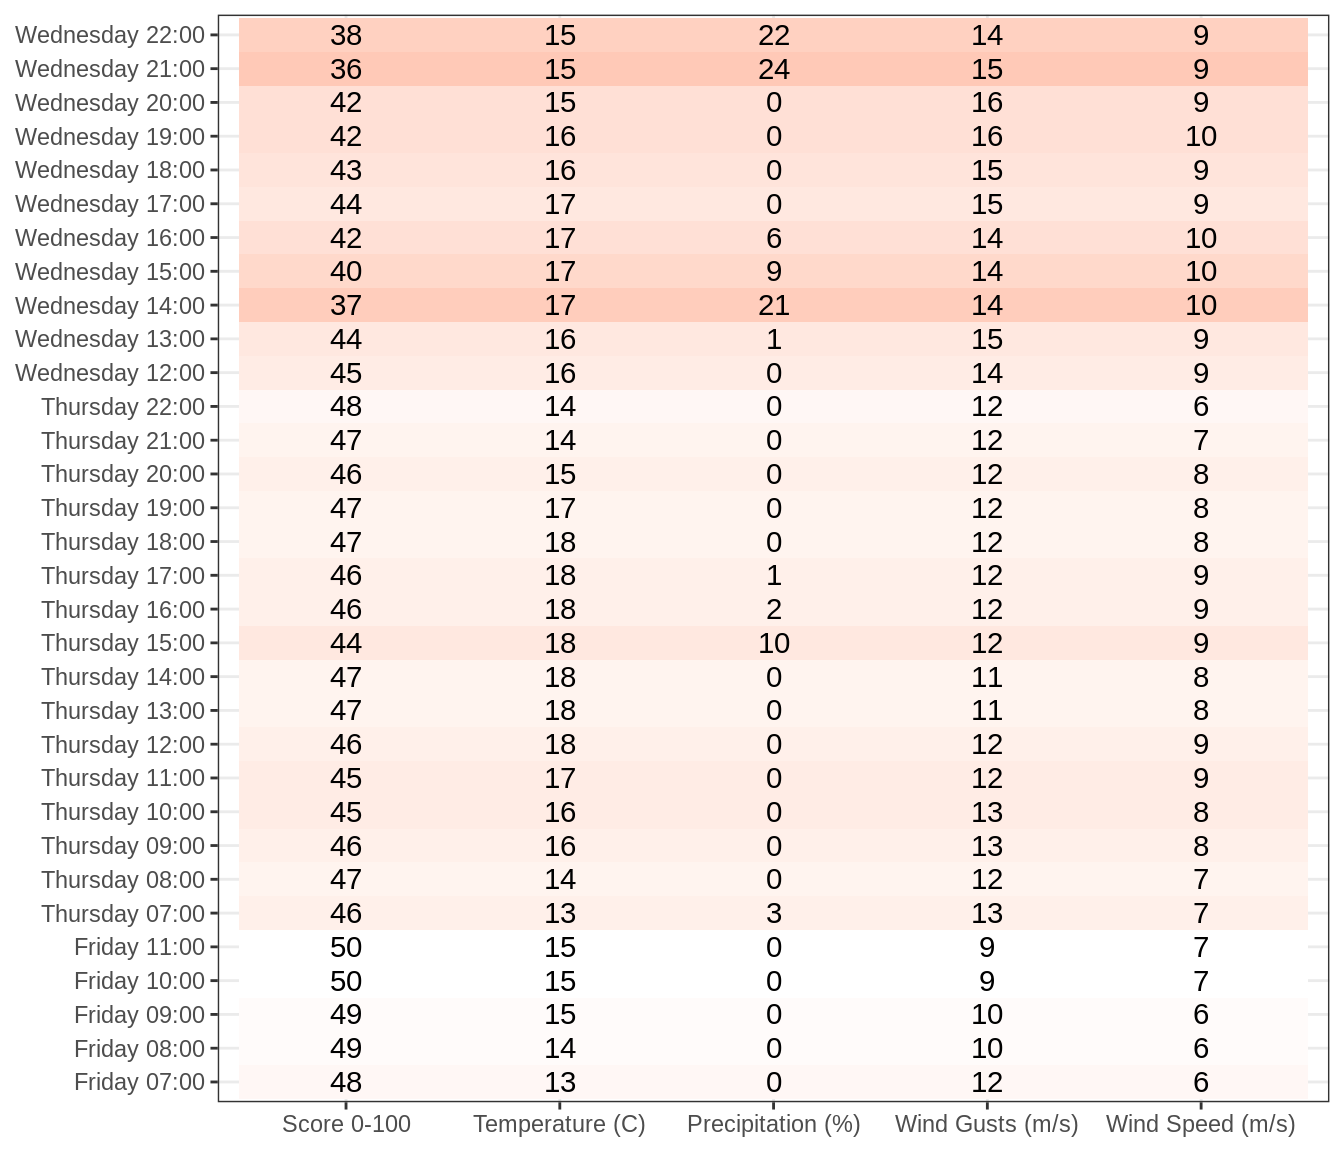 Wednesday 22:00 38 15 22 14 9
Wednesday 21:00 36 15 24 15 9
Wednesday 20:00 42 15 0 16 9
Wednesday 19:00 42 16 0 16 10
Wednesday 18:00 43 16 0 15 9
Wednesday 17:00 44 17 0 15 9
Wednesday 16:00 42 17 6 14 10
Wednesday 15:00 40 17 9 14 10
Wednesday 14:00 37 17 21 14 10
Wednesday 13:00 44 16 1 15 9
Wednesday 12:00 45 16 0 14 9
Thursday 22:00 48 14 0 12 6
Thursday 21:00 47 14 0 12 7
Thursday 20:00 46 15 0 12 8
Thursday 19:00 47 17 0 12 8
Thursday 18:00 47 18 0 12 8
Thursday 17:00 46 18 1 12 9
Thursday 16:00 46 18 2 12 9
Thursday 15:00 44 18 10 12 9
Thursday 14:00 47 18 0 11 8
Thursday 13:00 47 18 0 11 8
Thursday 12:00 46 18 0 12 9
Thursday 11:00 45 17 0 12 9
Thursday 10:00 45 16 0 13 8
Thursday 09:00 46 16 0 13 8
Thursday 08:00 47 14 0 12 7
Thursday 07:00 46 13 3 13 7
Friday 11:00 50 15 0 9 7
Friday 10:00 50 15 0 9 7
Friday 09:00 49 15 0 10 6
Friday 08:00 49 14 0 10 6
Friday 07:00 48 13 0 12 6
Score 0-100 Temperature (C) Precipitation (%) Wind Gusts (m/s) Wind Speed (m/s)